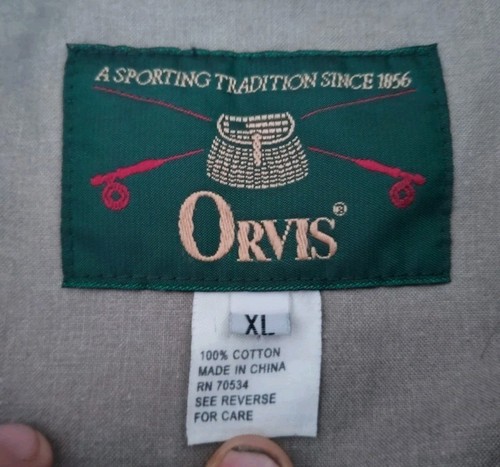 A SPORTING TRADITION SINCE 1856
ORVIS®
XL
100% COTTON
MADE IN CHINA
RN 70534
SEE REVERSE
FOR CARE